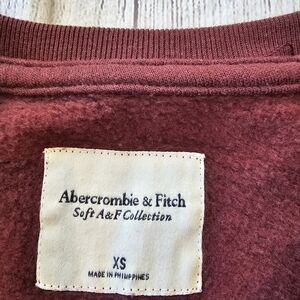 Abercrombie & Fitch
Soft A&F Collection
XS
MADE IN PHILIPPINES